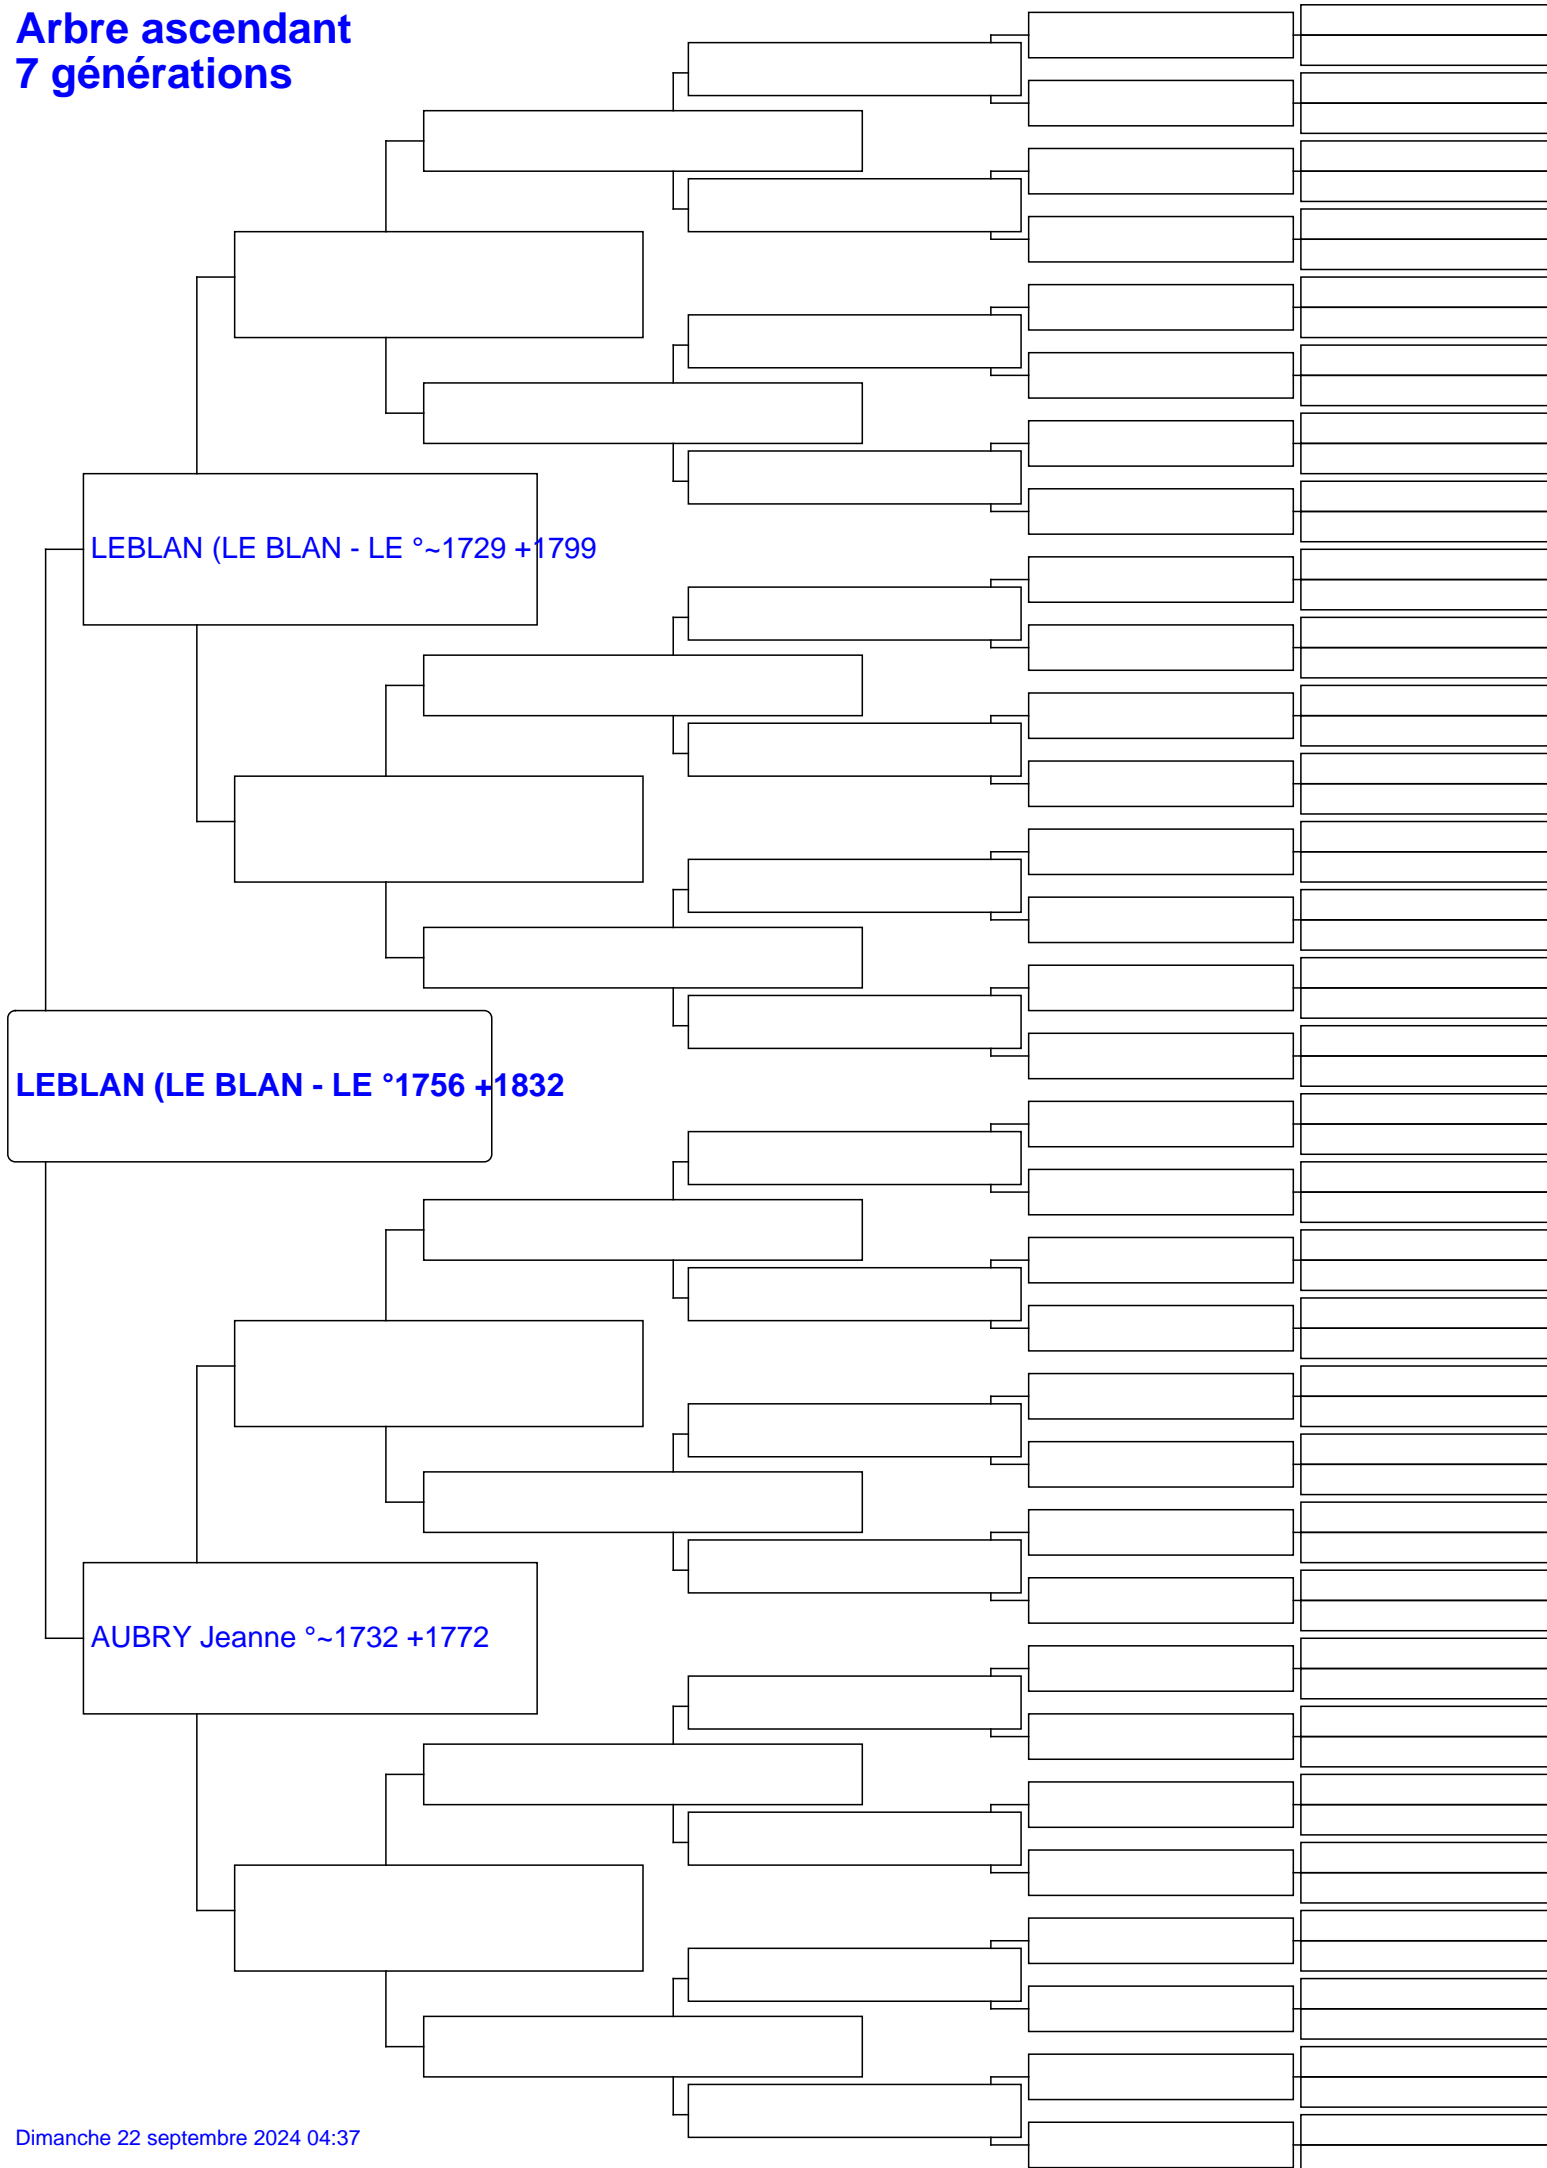 Arbre ascendant
7 générations
LEBLAN (LE BLAN - LE °~1729 +1799
LEBLAN (LE BLAN - LE °1756 +1832
AUBRY Jeanne °~1732 +1772
Dimanche 22 septembre 2024 04:37